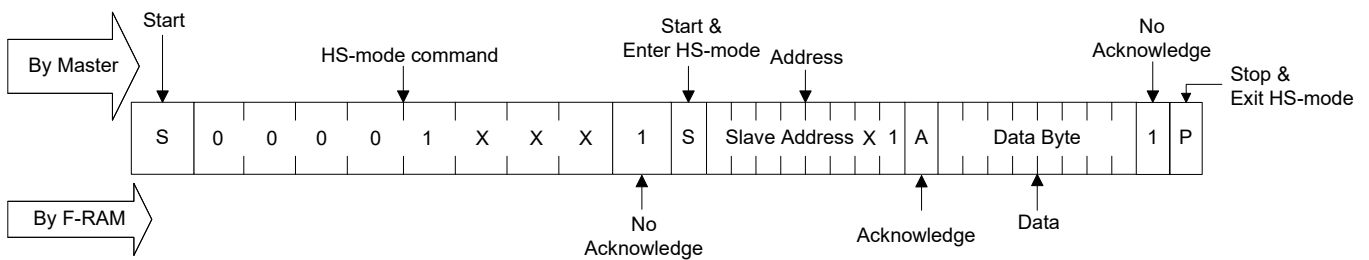 Start
By Master
HS-mode command
Start &
Enter HS-mode
Address
No
Acknowledge
Stop &
Exit HS-mode
S 0 0 0 0 1 X X X 1 S Slave Address X 1 A Data Byte 1 P
By F-RAM
No
Acknowledge
Acknowledge
Data